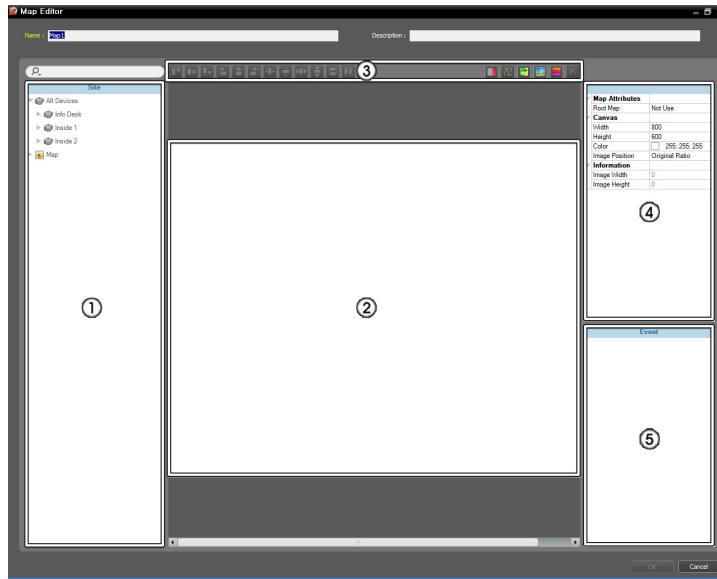 Map Editor
Name : Map1
Description :
③
Site
All Devices
Info Desk
Inside 1
Inside 2
Map
①
②
Map Attributes
Root Map Not Use
Canvas
Width 800
Height 600
Color 255; 255; 255
Image Position Original Ratio
Information
Image Width 0
Image Height 0
④
Event
⑤
OK Cancel